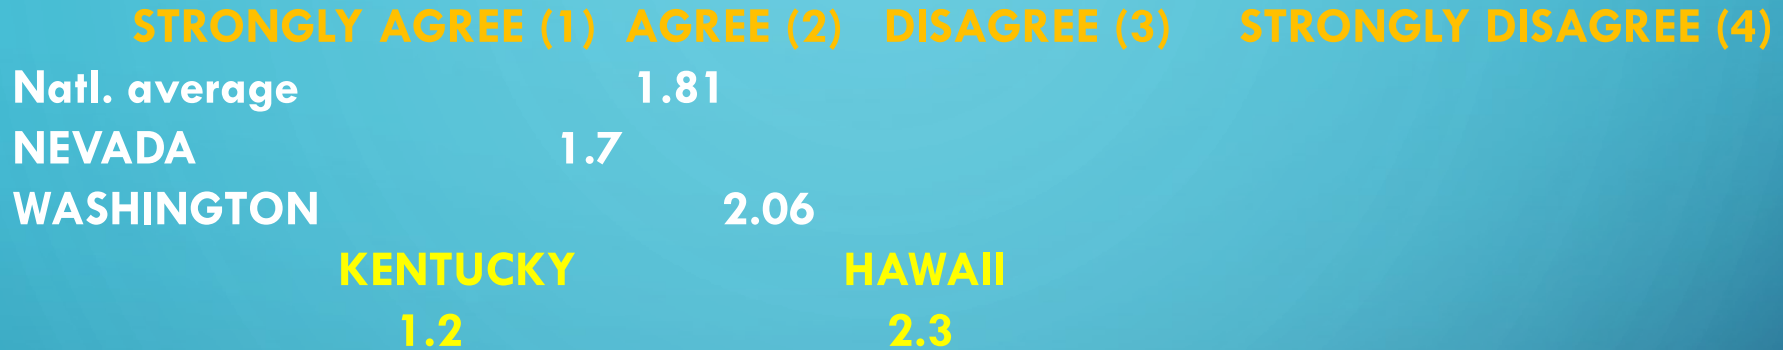 STRONGLY AGREE (1) AGREE (2) DISAGREE (3) STRONGLY DISAGREE (4)
Natl. average 1.81
NEVADA 1.7
WASHINGTON 2.06
KENTUCKY HAWAII
1.2 2.3